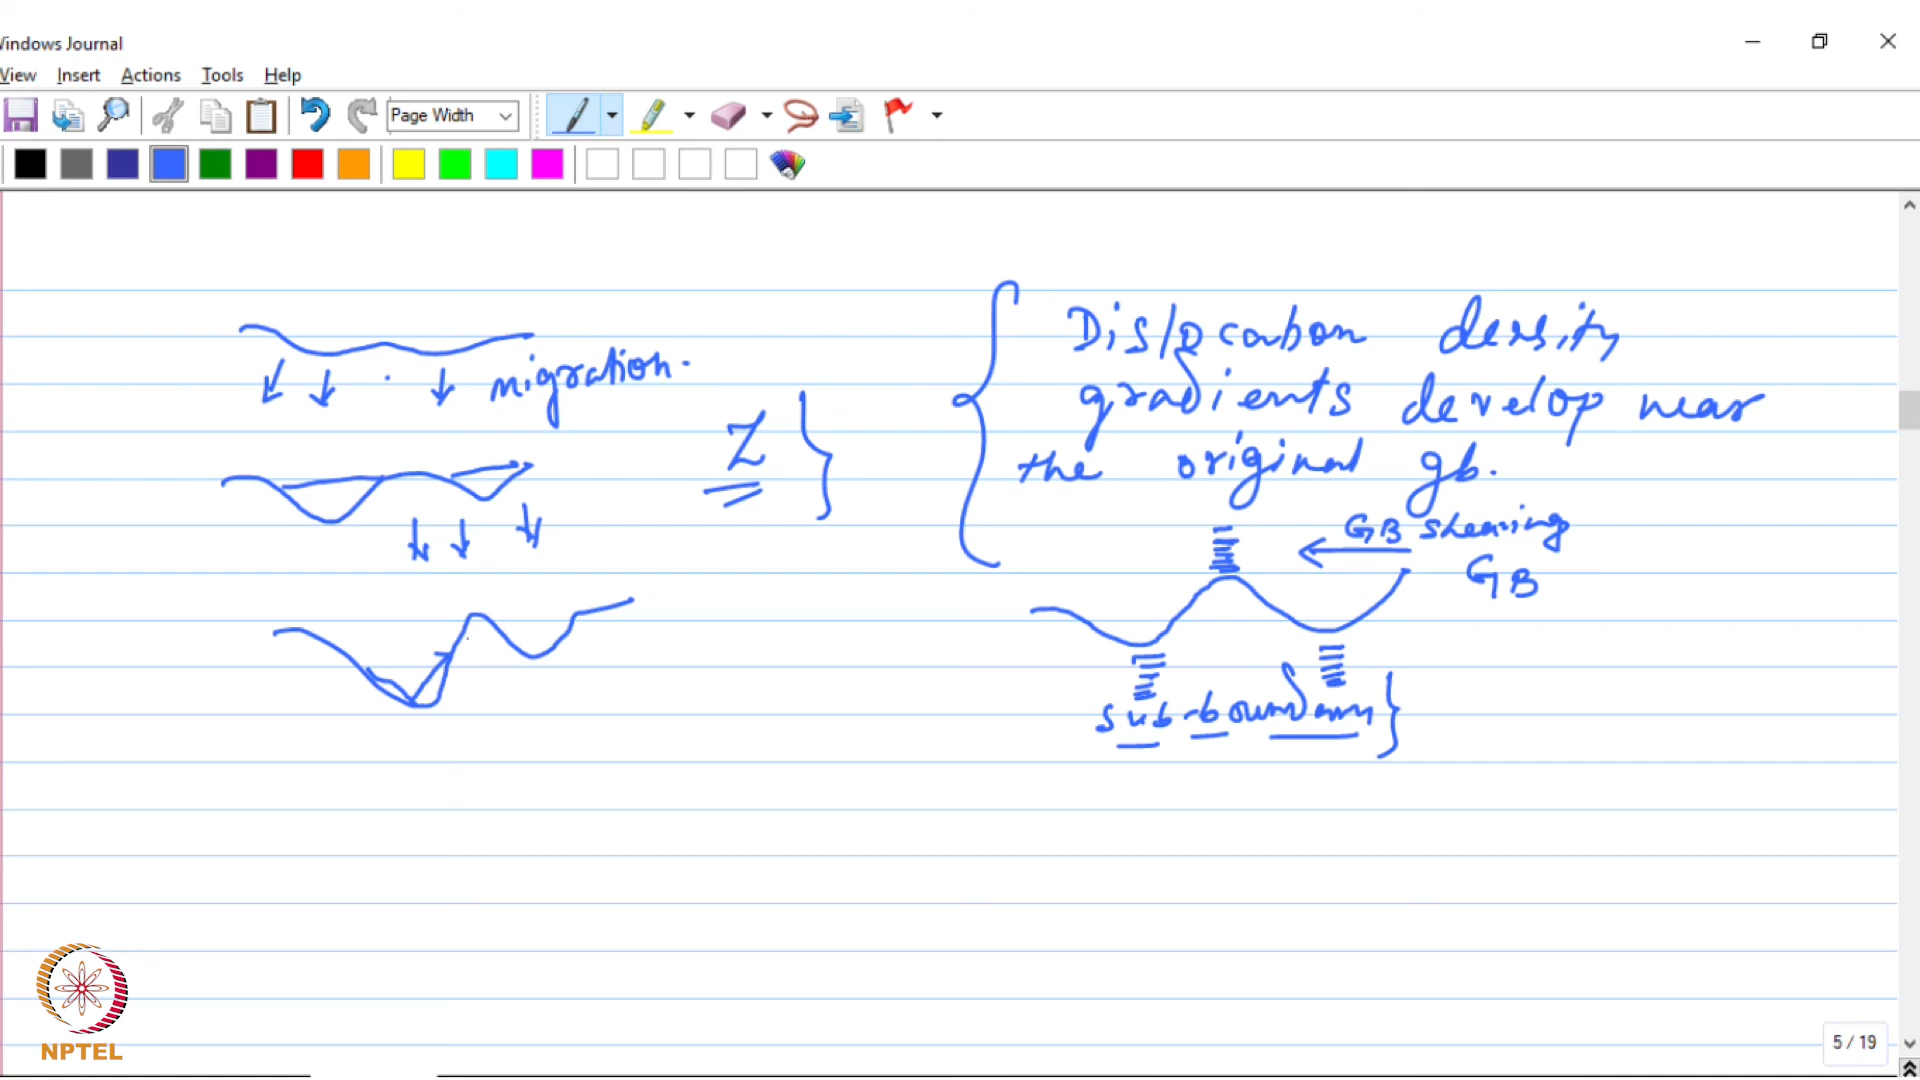 Windows Journal
View Insert Actions Tools Help
Page Width
migration.
Z
Dislocation density
gradients develop near
the original gb.
GB shearing
GB
sub-boundary
NPTEL
5 / 19